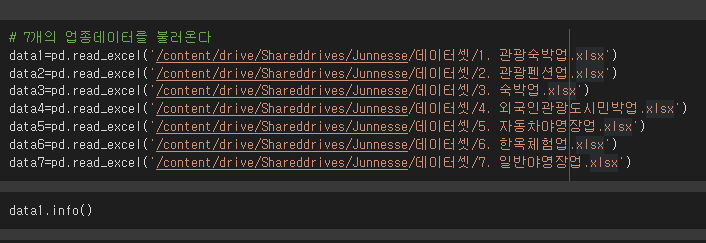 # 7개의 업종데이터를 불러온다
data1=pd.read_excel('/content/drive/Shareddrives/Junnesse/데이터셋/1. 관광숙박업.xlsx')
data2=pd.read_excel('/content/drive/Shareddrives/Junnesse/데이터셋/2. 관광펜션업.xlsx')
data3=pd.read_excel('/content/drive/Shareddrives/Junnesse/데이터셋/3. 숙박업.xlsx')
data4=pd.read_excel('/content/drive/Shareddrives/Junnesse/데이터셋/4. 외국인관광도시민박업.xlsx')
data5=pd.read_excel('/content/drive/Shareddrives/Junnesse/데이터셋/5. 자동차야영장업.xlsx')
data6=pd.read_excel('/content/drive/Shareddrives/Junnesse/데이터셋/6. 한옥체험업.xlsx')
data7=pd.read_excel('/content/drive/Shareddrives/Junnesse/데이터셋/7. 일반야영장업.xlsx')
data1.info()